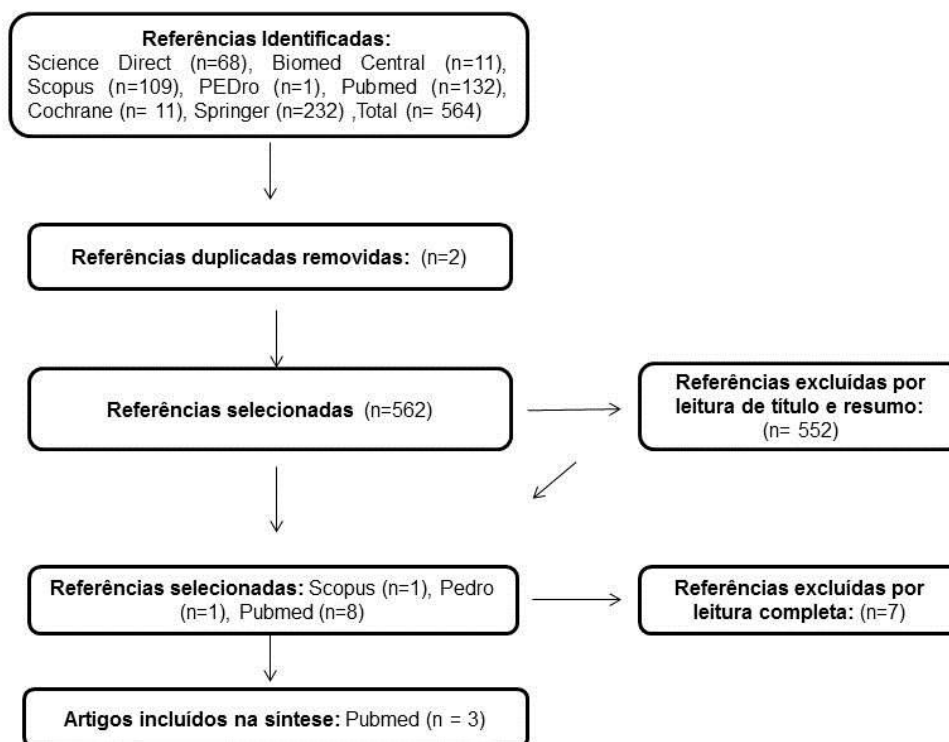 Referências Identificadas:
Science Direct (n=68), Biomed Central (n=11),
Scopus (n=109), PEDro (n=1), Pubmed (n=132),
Cochrane (n= 11), Springer (n=232) ,Total (n= 564)
Referências duplicadas removidas: (n=2)
Referências selecionadas (n=562)
Referências excluídas por
leitura de título e resumo:
(n= 552)
Referências selecionadas: Scopus (n=1), Pedro
(n=1), Pubmed (n=8)
Referências excluídas por
leitura completa: (n=7)
Artigos incluídos na síntese: Pubmed (n = 3)